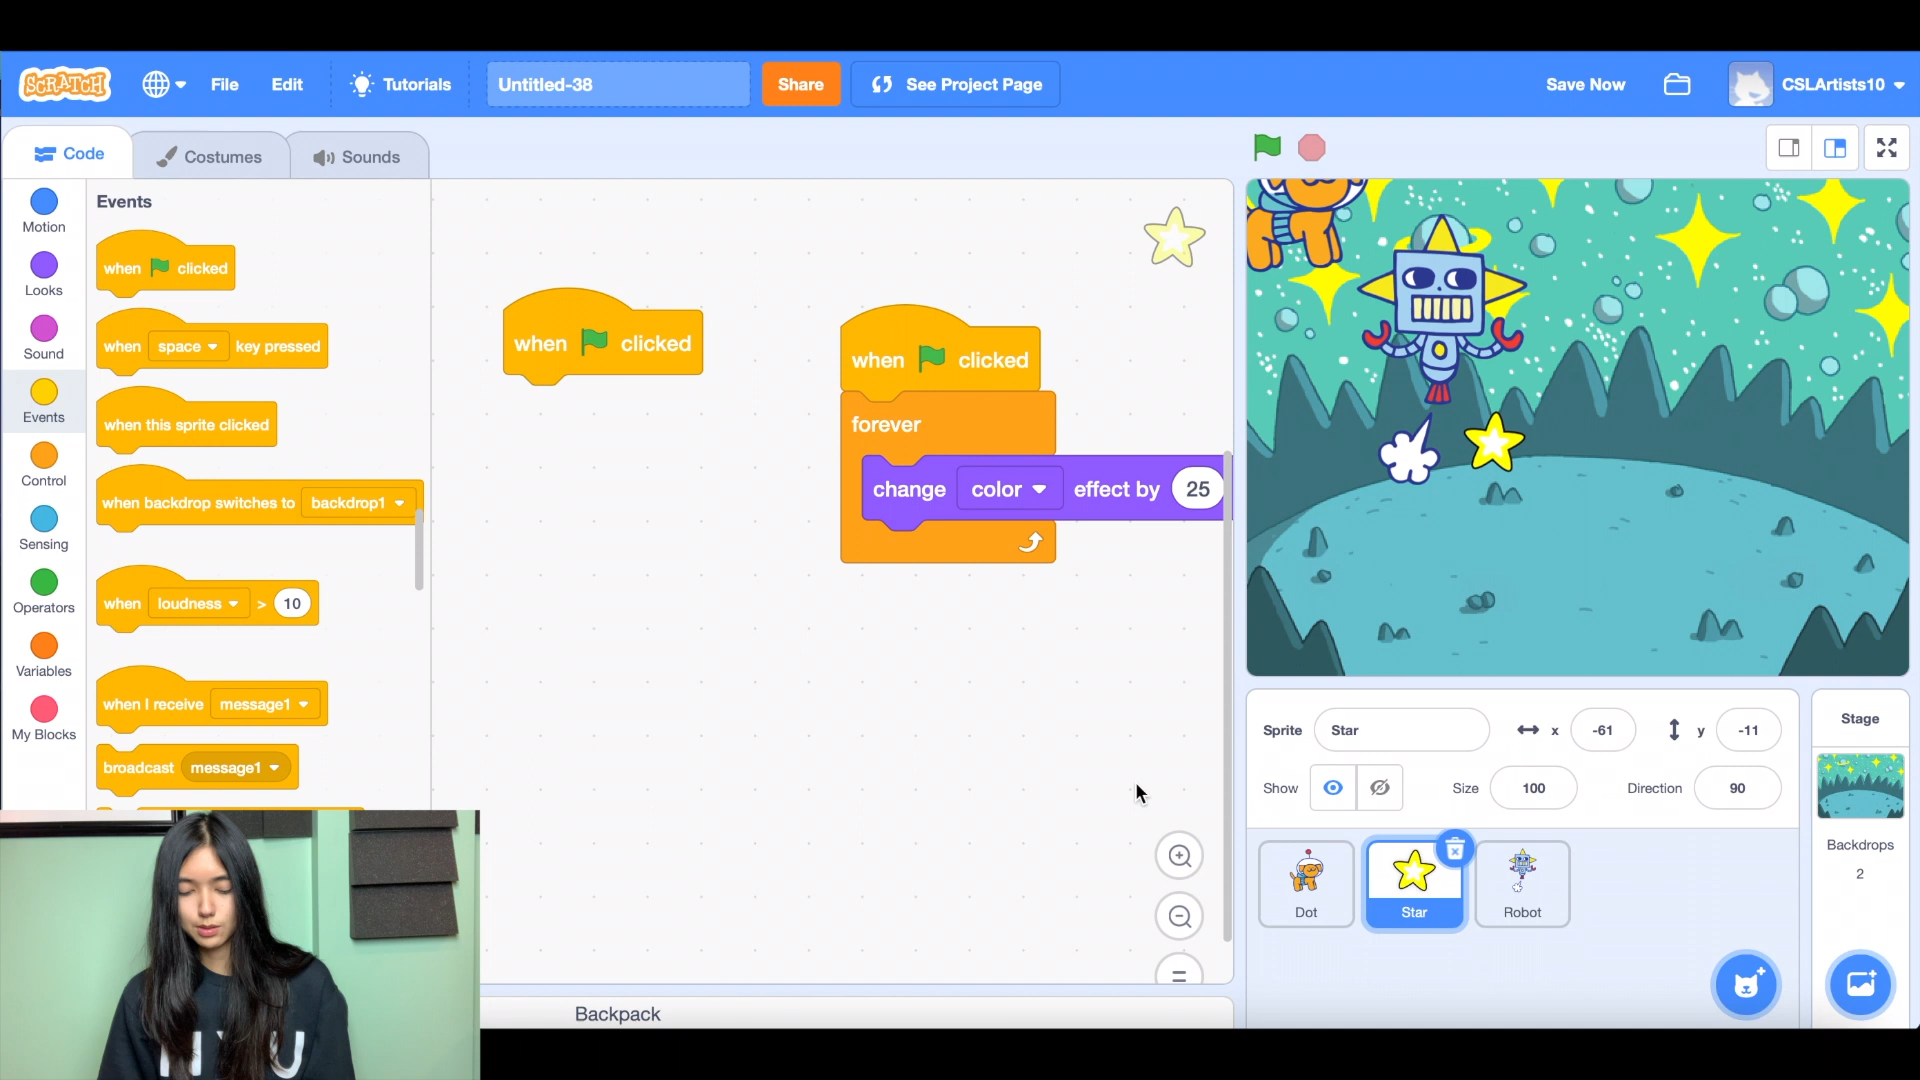 SCRATCH File Edit Tutorials Untitled-38 Share See Project Page Save Now CSLArtists10
Code Costumes Sounds
Motion
Looks
Sound
Events
Control
Sensing
Operators
Variables
My Blocks
Events
when clicked
when space key pressed
when this sprite clicked
when backdrop switches to backdrop1
when loudness > 10
when I receive message1
broadcast message1
when clicked
when clicked
forever
change color effect by 25
Backpack
Sprite Star x -61 y -11
Show Size 100 Direction 90
Dot
Star
Robot
Stage
Backdrops
2